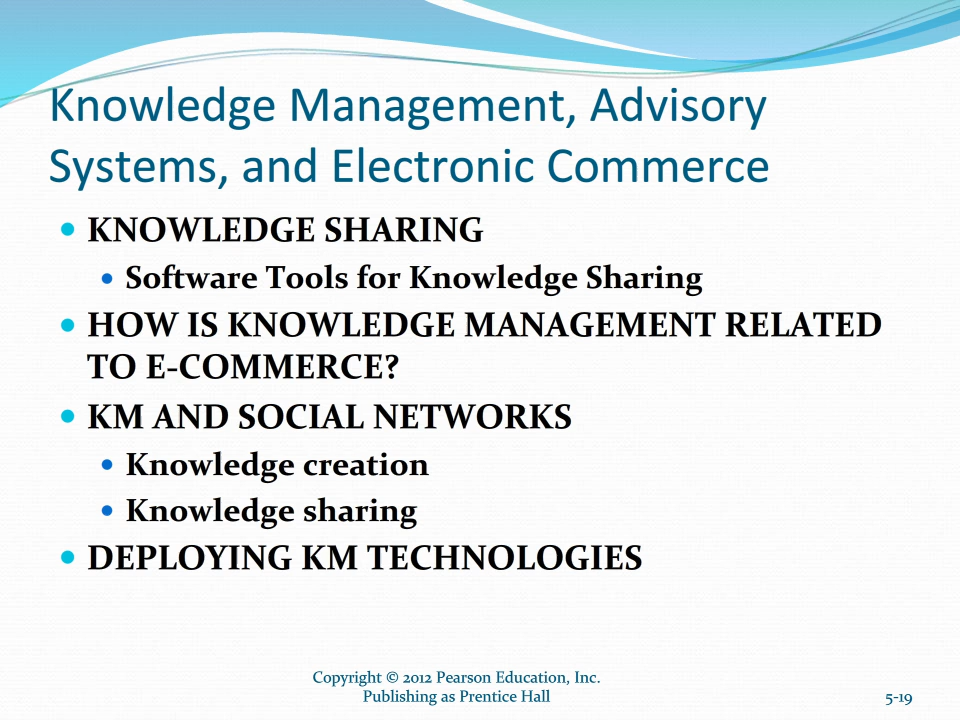 Knowledge Management, Advisory
Systems, and Electronic Commerce
• KNOWLEDGE SHARING
• Software Tools for Knowledge Sharing
• HOW IS KNOWLEDGE MANAGEMENT RELATED
TO E-COMMERCE?
• KM AND SOCIAL NETWORKS
• Knowledge creation
• Knowledge sharing
• DEPLOYING KM TECHNOLOGIES
Copyright © 2012 Pearson Education, Inc.
Publishing as Prentice Hall
5-19